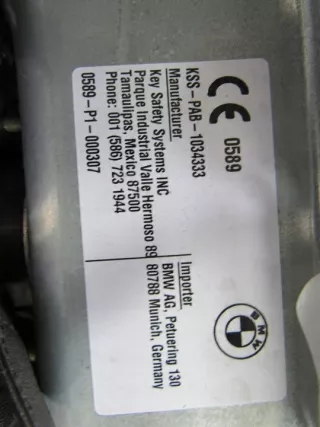 CE 0589
KSS-PAB-1034333
Manufacturer
Key Safety Systems INC
Parque Industrial Valle Hermoso 89
Tamaulipas, Mexico 87500
Phone: 001 (586) 723 1944
0589-P1-000307
Importer
BMW AG, Petuering 130
80788 Munich, Germany
BMW